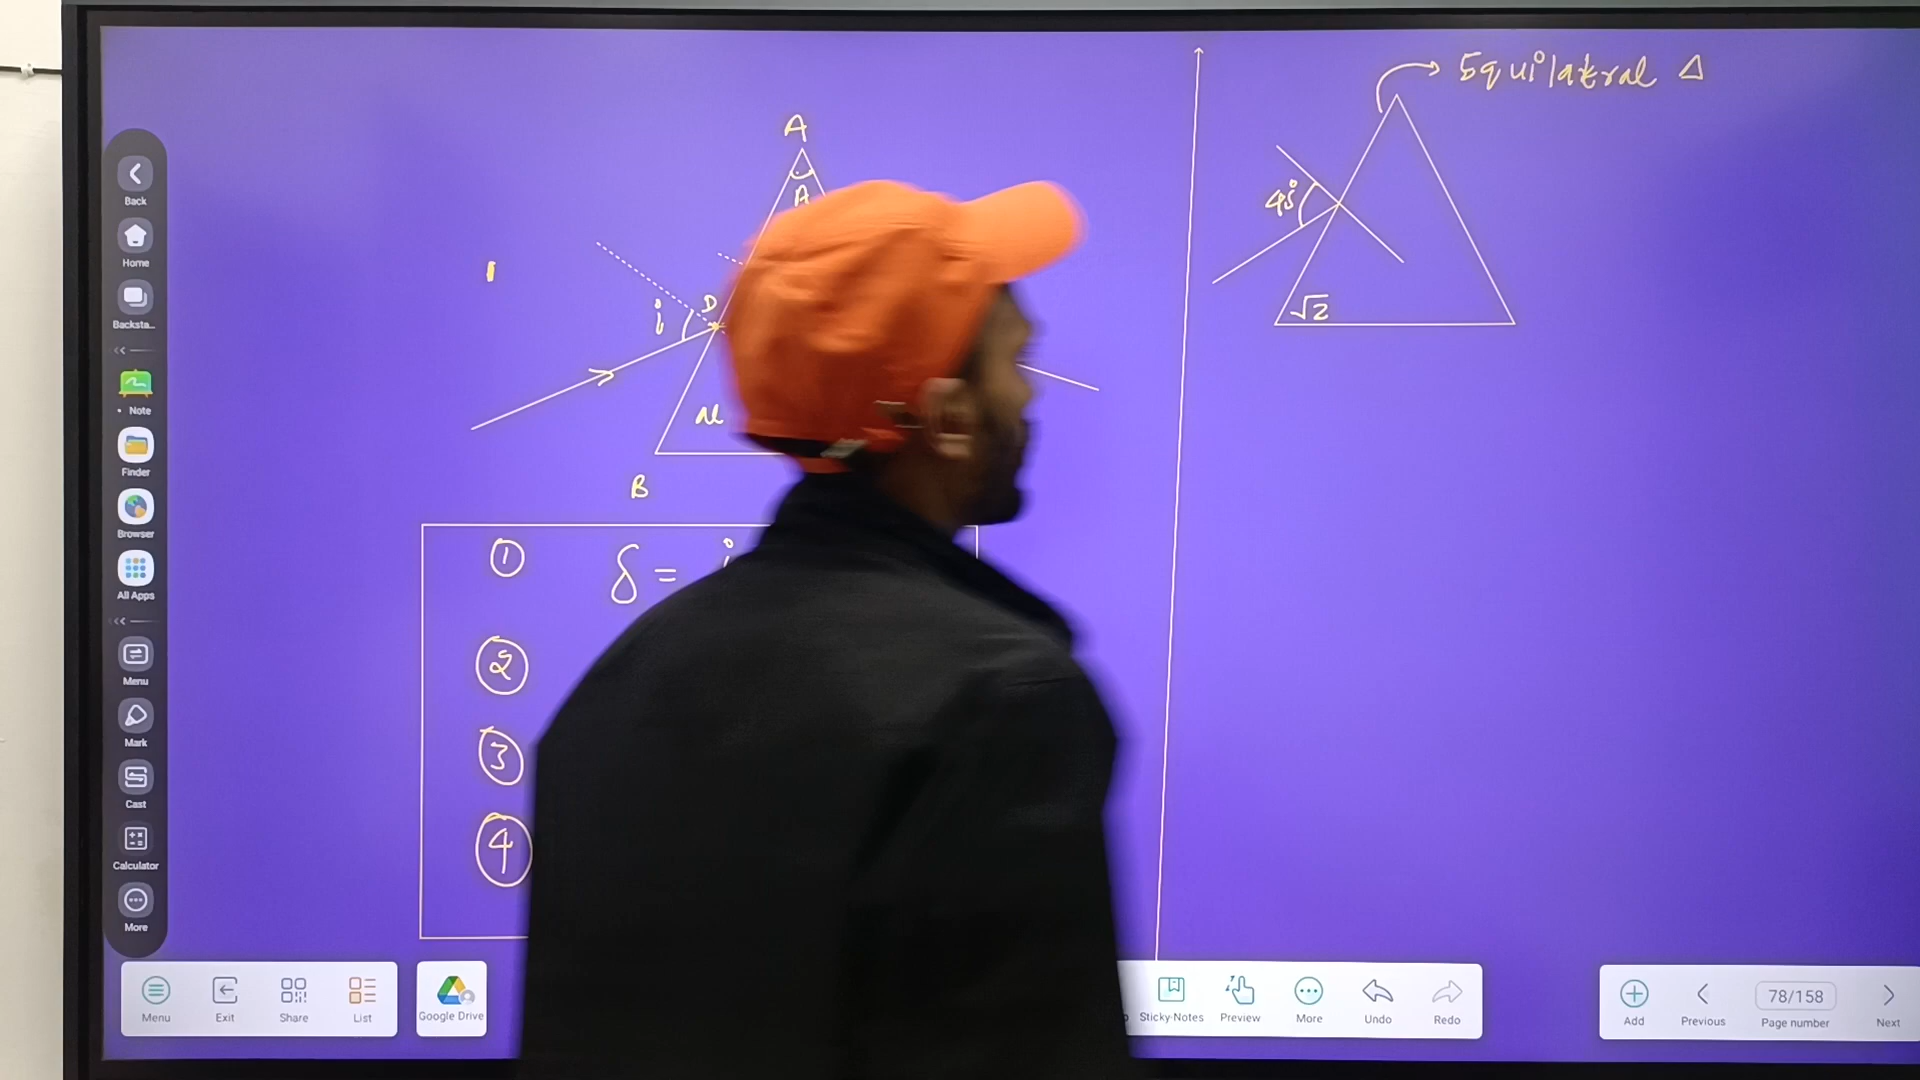 Back
Home
Backsta...
Note
Finder
Browser
All Apps
Menu
Mark
Cast
Calculator
More
A
A
i
D
μ
B
① δ = i
②
③
④
Equilateral Δ
45°
√2
Menu
Exit
Share
List
Google Drive
Sticky-Notes
Preview
More
Undo
Redo
Add
Previous
78/158
Page number
Next